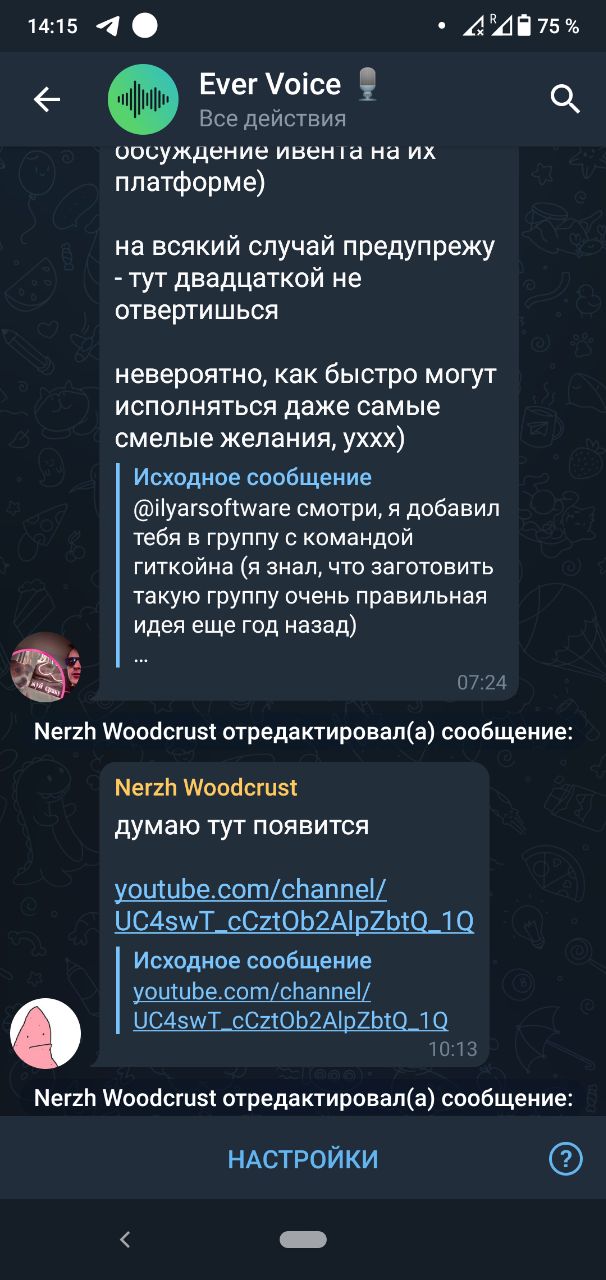 14:15
R
75 %
Ever Voice
Все действия
обсуждение ивента на их
платформе)
на всякий случай предупрежу
- тут двадцаткой не
отвертишься
невероятно, как быстро могут
исполняться даже самые
смелые желания, уххх)
Исходное сообщение
@ilyarsoftware смотри, я добавил
тебя в группу с командой
гиткойна (я знал, что заготовить
такую группу очень правильная
идея еще год назад)
...
07:24
Nerzh Woodcrust отредактировал(а) сообщение:
Nerzh Woodcrust
думаю тут появится
youtube.com/channel/
UC4swT_cCztOb2AlpZbtQ_1Q
Исходное сообщение
youtube.com/channel/
UC4swT_cCztOb2AlpZbtQ_1Q
10:13
Nerzh Woodcrust отредактировал(а) сообщение:
НАСТРОЙКИ
?